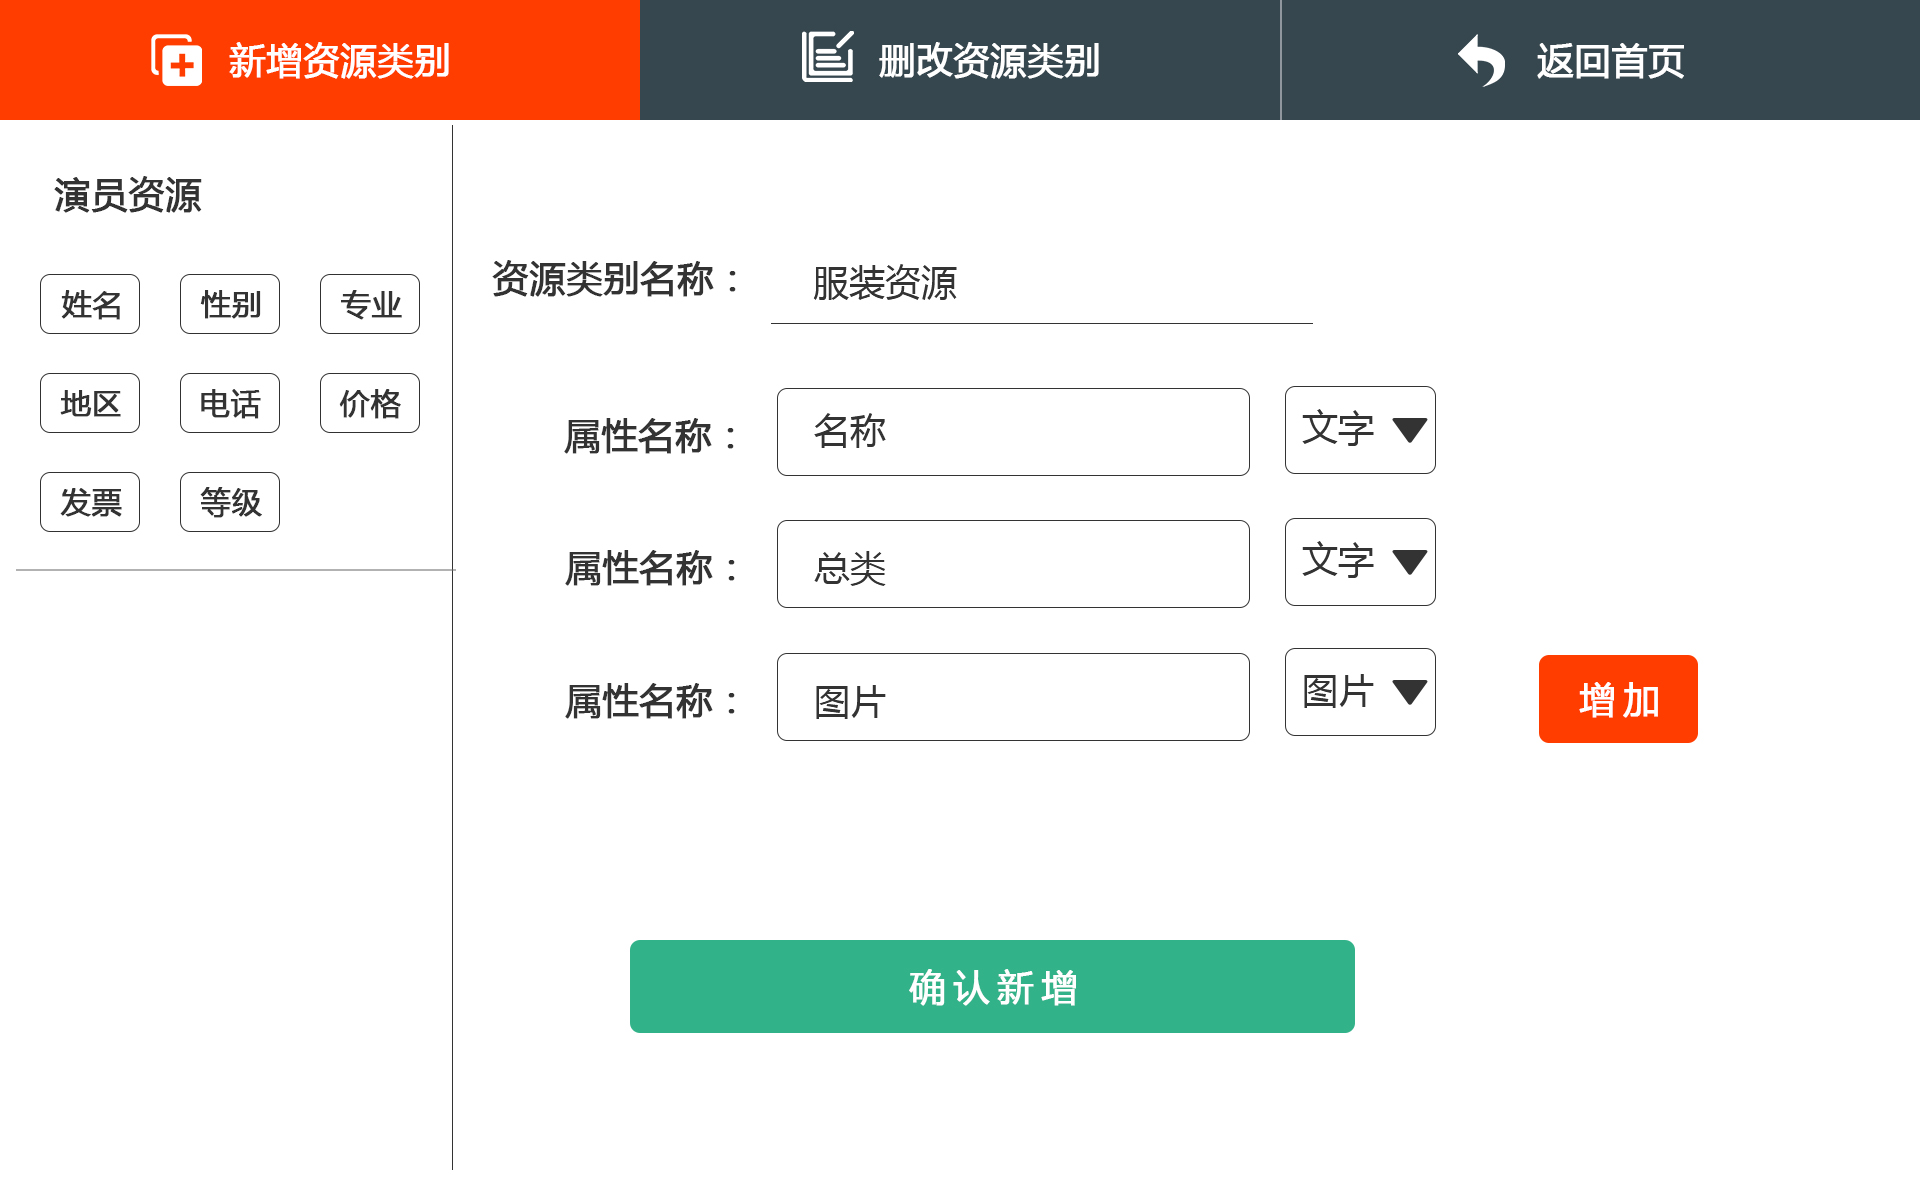 新增资源类别 删改资源类别 返回首页
演员资源
姓名 性别 专业
地区 电话 价格
发票 等级
资源类别名称： 服装资源
属性名称： 名称 文字
属性名称： 总类 文字
属性名称： 图片 图片 增加
确认新增